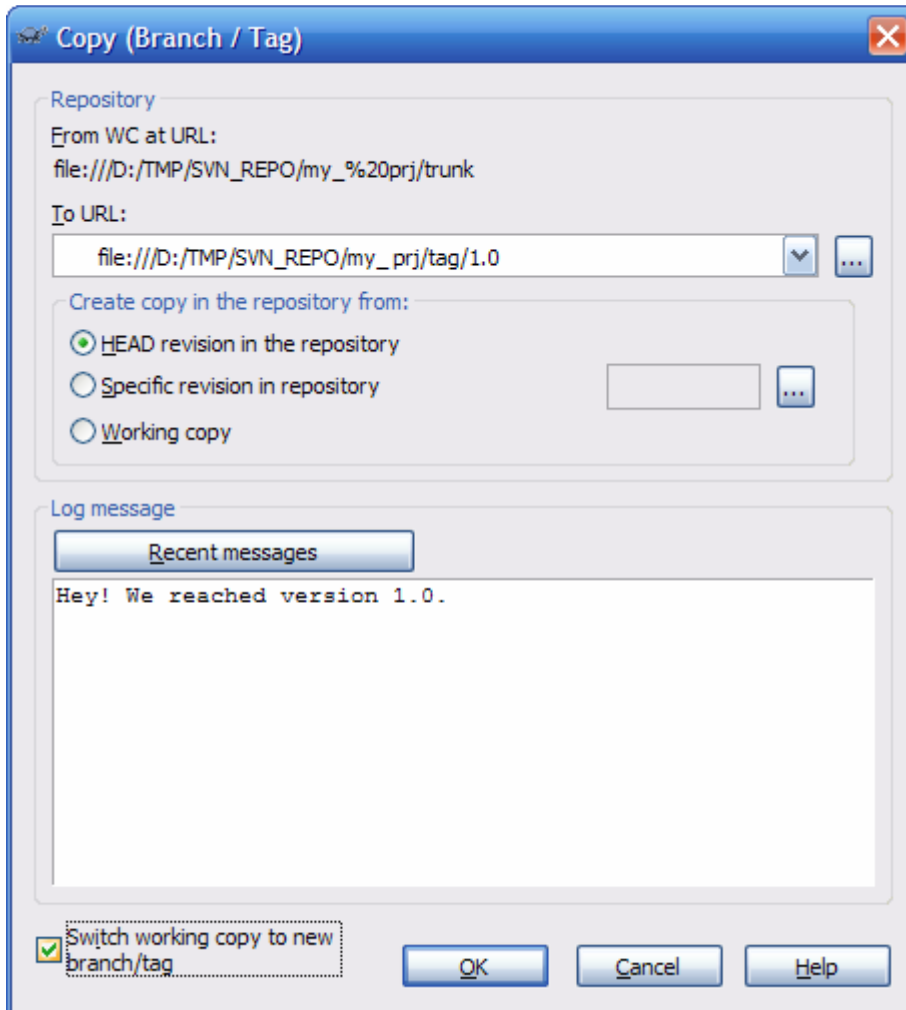 Copy (Branch / Tag)
Repository
From WC at URL:
file:///D:/TMP/SVN_REPO/my_%20prj/trunk
To URL:
file:///D:/TMP/SVN_REPO/my_prj/tag/1.0
...
Create copy in the repository from:
HEAD revision in the repository
Specific revision in repository
...
Working copy
Log message
Recent messages
Hey! We reached version 1.0.
Switch working copy to new
branch/tag
OK
Cancel
Help